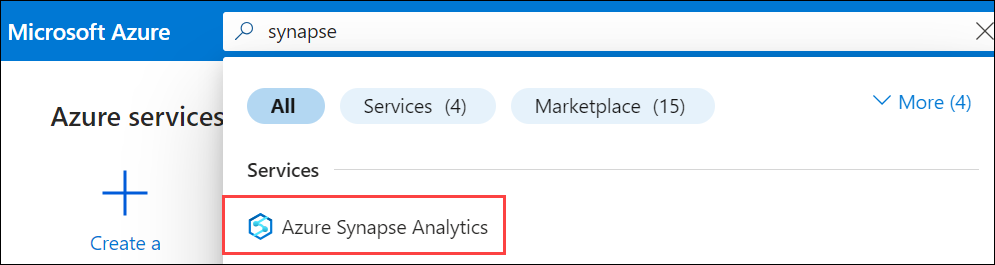 Microsoft Azure
synapse
All
Services (4)
Marketplace (15)
More (4)
Azure services
Services
Create a
Azure Synapse Analytics